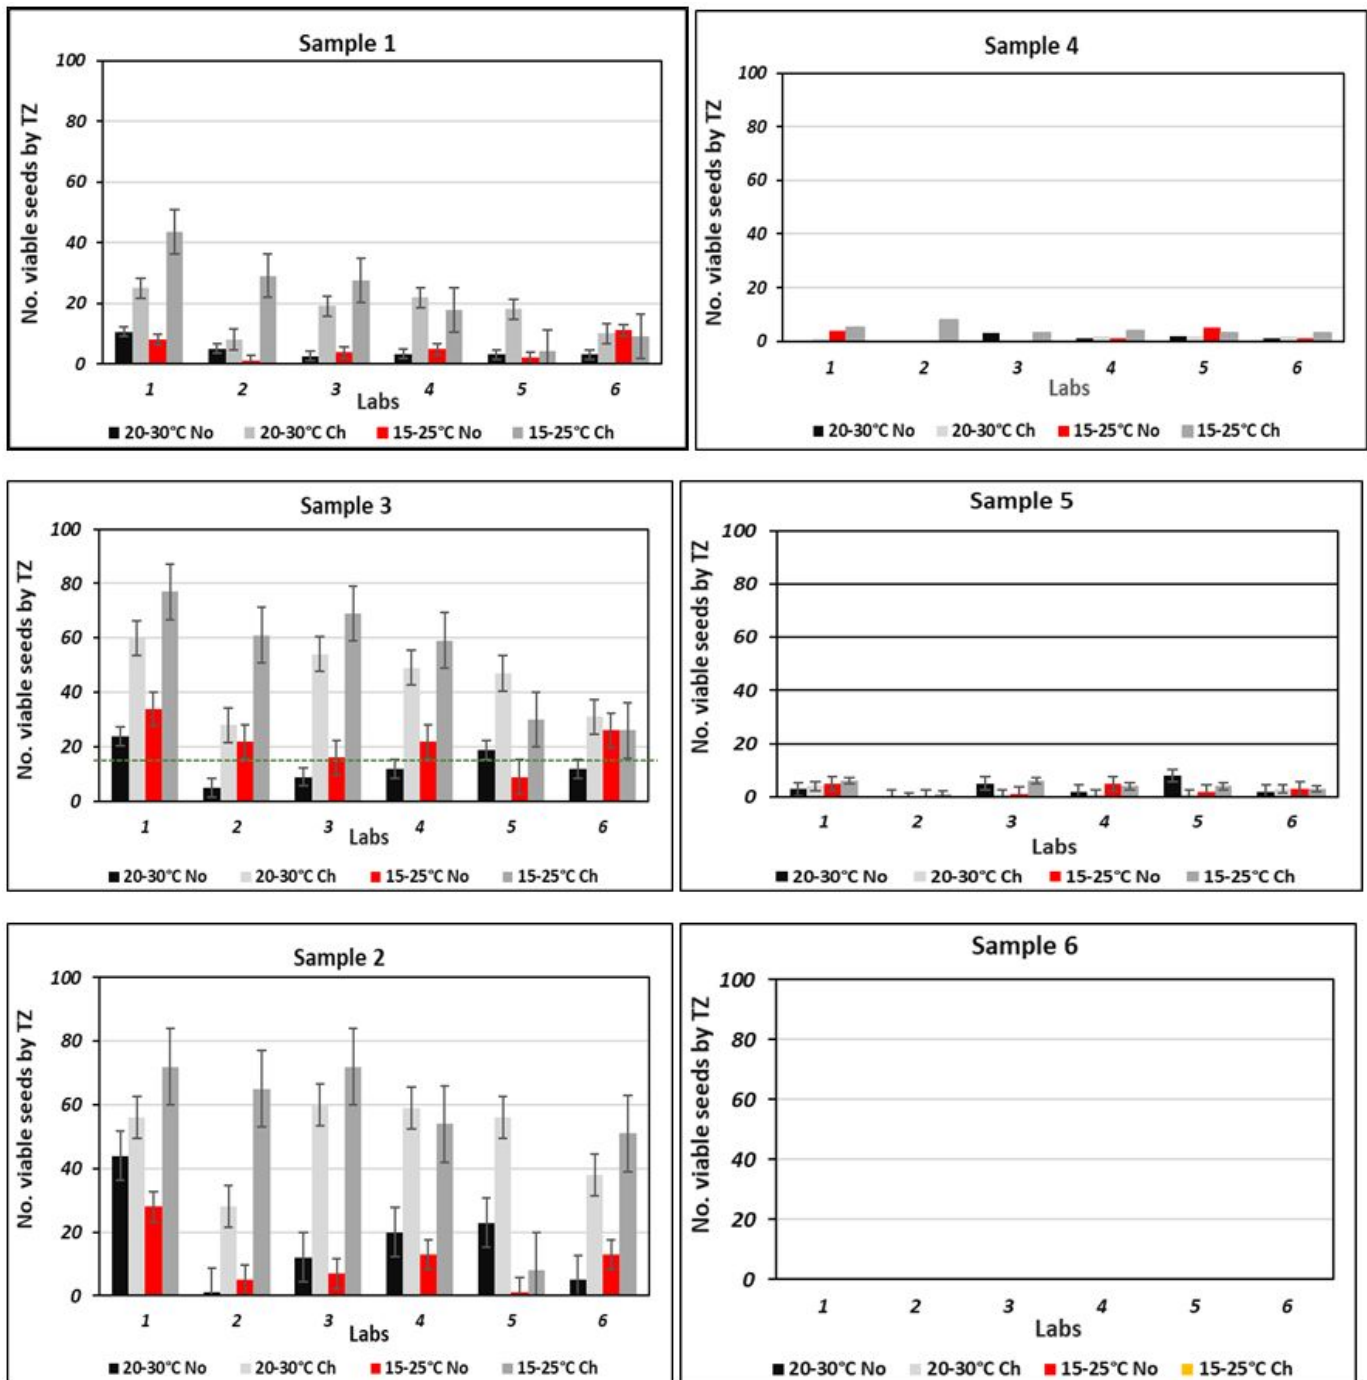 Sample 1
No. viable seeds by TZ
100
80
60
40
20
0
1 2 3 4 5 6
Labs
20-30°C No 20-30°C Ch 15-25°C No 15-25°C Ch
Sample 4
No. viable seeds by TZ
100
80
60
40
20
0
1 2 3 4 5 6
Labs
20-30°C No 20-30°C Ch 15-25°C No 15-25°C Ch
Sample 3
No. viable seeds by TZ
100
80
60
40
20
0
1 2 3 4 5 6
Labs
20-30°C No 20-30°C Ch 15-25°C No 15-25°C Ch
Sample 5
No. viable seeds by TZ
100
80
60
40
20
0
1 2 3 4 5 6
Labs
20-30°C No 20-30°C Ch 15-25°C No 15-25°C Ch
Sample 2
No. viable seeds by TZ
100
80
60
40
20
0
1 2 3 4 5 6
Labs
20-30°C No 20-30°C Ch 15-25°C No 15-25°C Ch
Sample 6
No. viable seeds by TZ
100
80
60
40
20
0
1 2 3 4 5 6
Labs
20-30°C No 20-30°C Ch 15-25°C No 15-25°C Ch